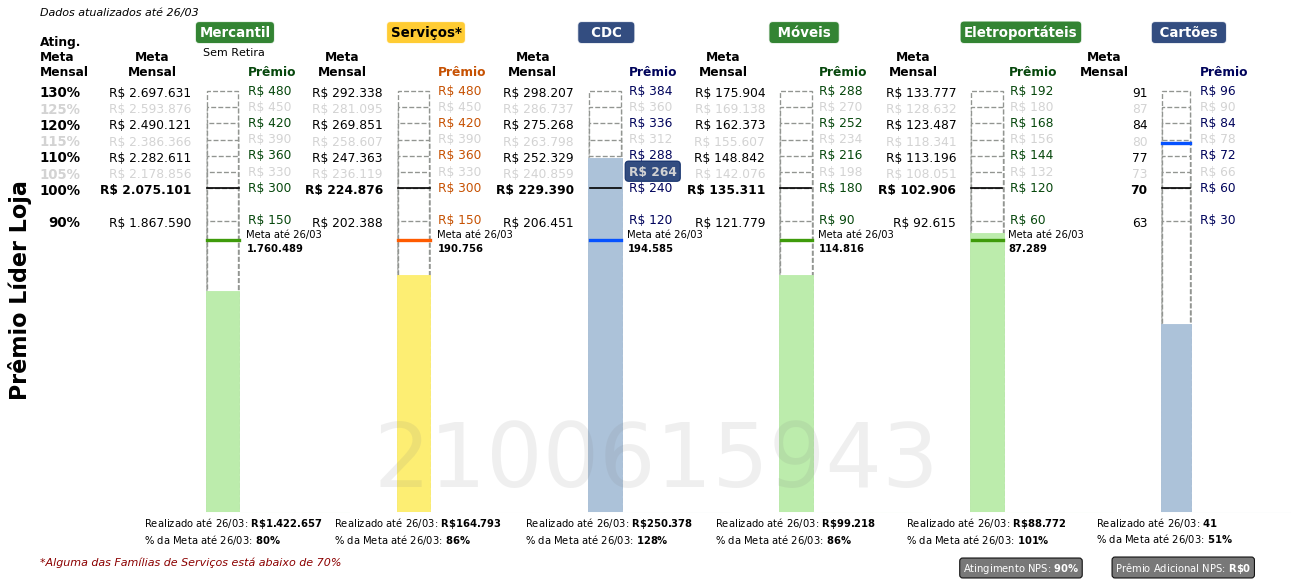 Dados atualizados até 26/03
Mercantil Serviços* CDC Móveis Eletroportáteis Cartões
Sem Retira
Ating. Meta Mensal
Meta Mensal Prêmio Meta Mensal Prêmio Meta Mensal Prêmio Meta Mensal Prêmio Meta Mensal Prêmio Meta Mensal Prêmio
130% R$ 2.697.631 R$ 480 R$ 292.338 R$ 480 R$ 298.207 R$ 384 R$ 175.904 R$ 288 R$ 133.777 R$ 192 91 R$ 96
125% R$ 2.593.876 R$ 450 R$ 281.095 R$ 450 R$ 286.737 R$ 360 R$ 169.138 R$ 270 R$ 128.632 R$ 180 87 R$ 90
120% R$ 2.490.121 R$ 420 R$ 269.851 R$ 420 R$ 275.268 R$ 336 R$ 162.373 R$ 252 R$ 123.487 R$ 168 84 R$ 84
115% R$ 2.386.366 R$ 390 R$ 258.607 R$ 390 R$ 263.798 R$ 312 R$ 155.607 R$ 234 R$ 118.341 R$ 156 80 R$ 78
110% R$ 2.282.611 R$ 360 R$ 247.363 R$ 360 R$ 252.329 R$ 288 R$ 148.842 R$ 216 R$ 113.196 R$ 144 77 R$ 72
105% R$ 2.178.856 R$ 330 R$ 236.119 R$ 330 R$ 240.859 R$ 264 R$ 142.076 R$ 198 R$ 108.051 R$ 132 73 R$ 66
100% R$ 2.075.101 R$ 300 R$ 224.876 R$ 300 R$ 229.390 R$ 240 R$ 135.311 R$ 180 R$ 102.906 R$ 120 70 R$ 60
90% R$ 1.867.590 R$ 150 R$ 202.388 R$ 150 R$ 206.451 R$ 120 R$ 121.779 R$ 90 R$ 92.615 R$ 60 63 R$ 30
Meta até 26/03 Meta até 26/03 Meta até 26/03 Meta até 26/03 Meta até 26/03
1.760.489 190.756 194.585 114.816 87.289
Prêmio Líder Loja
2100615943
Realizado até 26/03: R$1.422.657 Realizado até 26/03: R$164.793 Realizado até 26/03: R$250.378 Realizado até 26/03: R$99.218 Realizado até 26/03: R$88.772 Realizado até 26/03: 41
% da Meta até 26/03: 80% % da Meta até 26/03: 86% % da Meta até 26/03: 128% % da Meta até 26/03: 86% % da Meta até 26/03: 101% % da Meta até 26/03: 51%
*Alguma das Famílias de Serviços está abaixo de 70%
Atingimento NPS: 90% Prêmio Adicional NPS: R$0